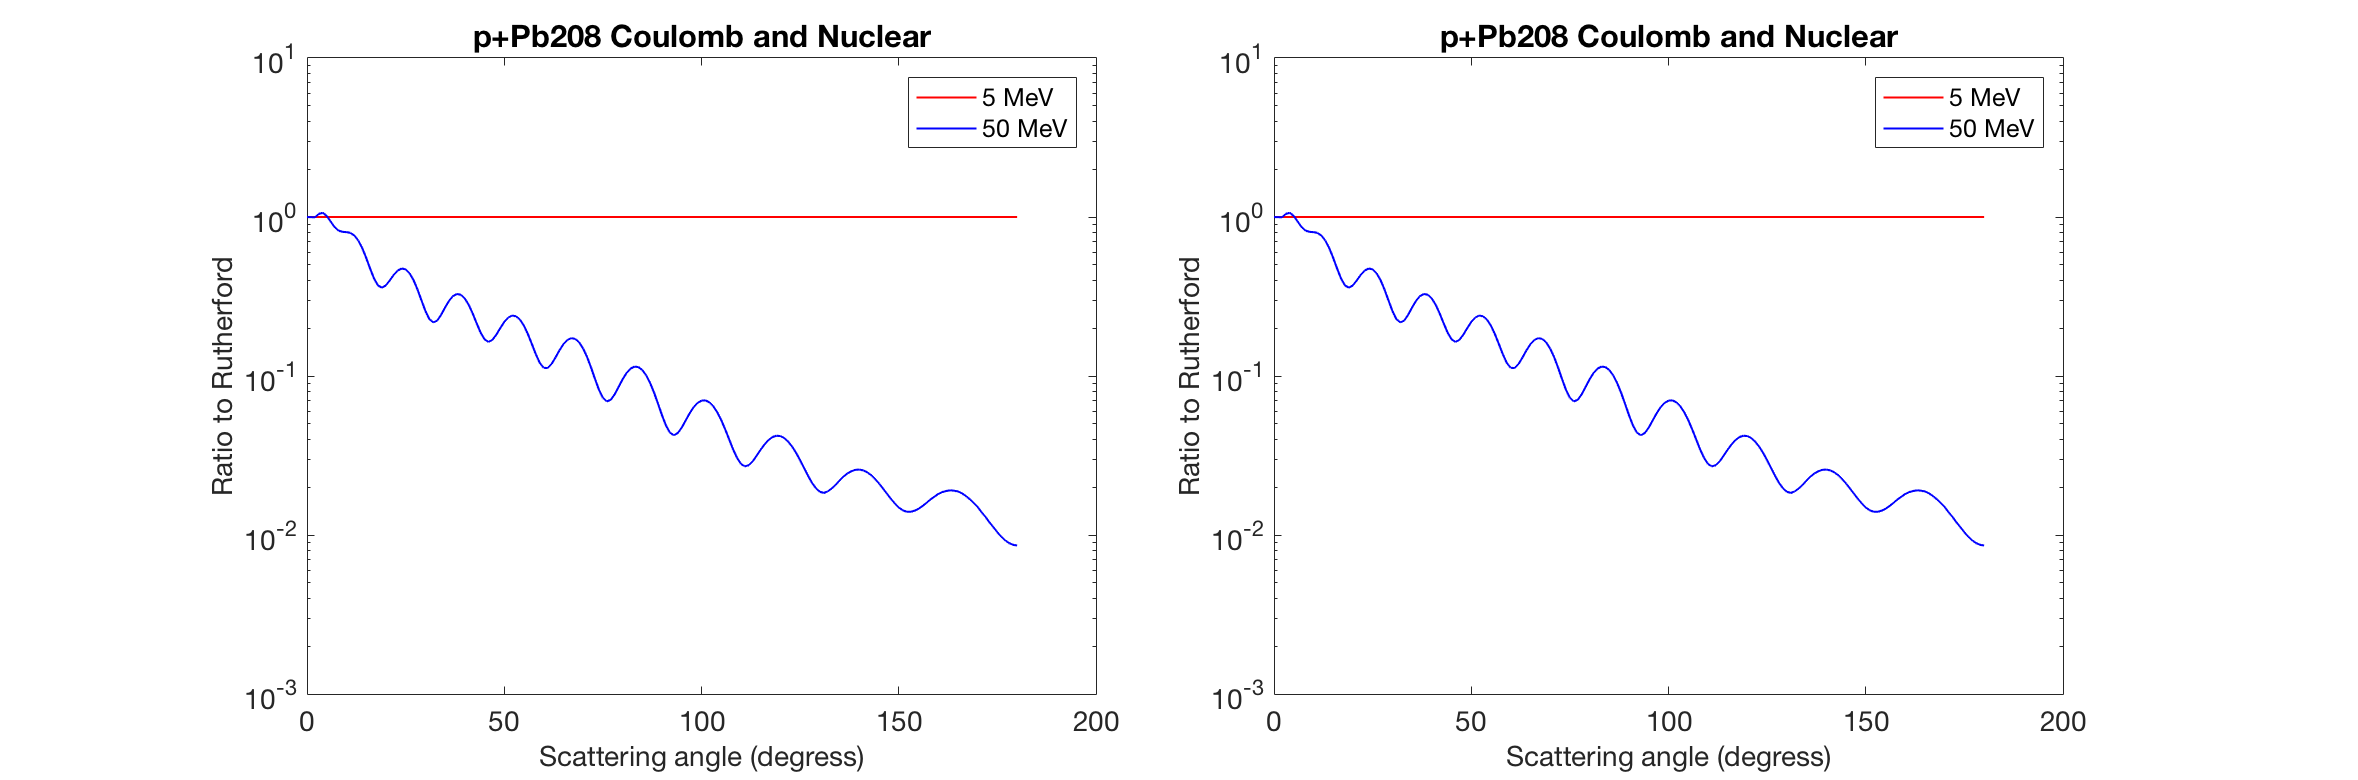 p+Pb208 Coulomb and Nuclear
10^1
10^0
10^-1
10^-2
10^-3
Ratio to Rutherford
5 MeV
50 MeV
0 50 100 150 200
Scattering angle (degress)
p+Pb208 Coulomb and Nuclear
10^1
10^0
10^-1
10^-2
10^-3
Ratio to Rutherford
5 MeV
50 MeV
0 50 100 150 200
Scattering angle (degress)